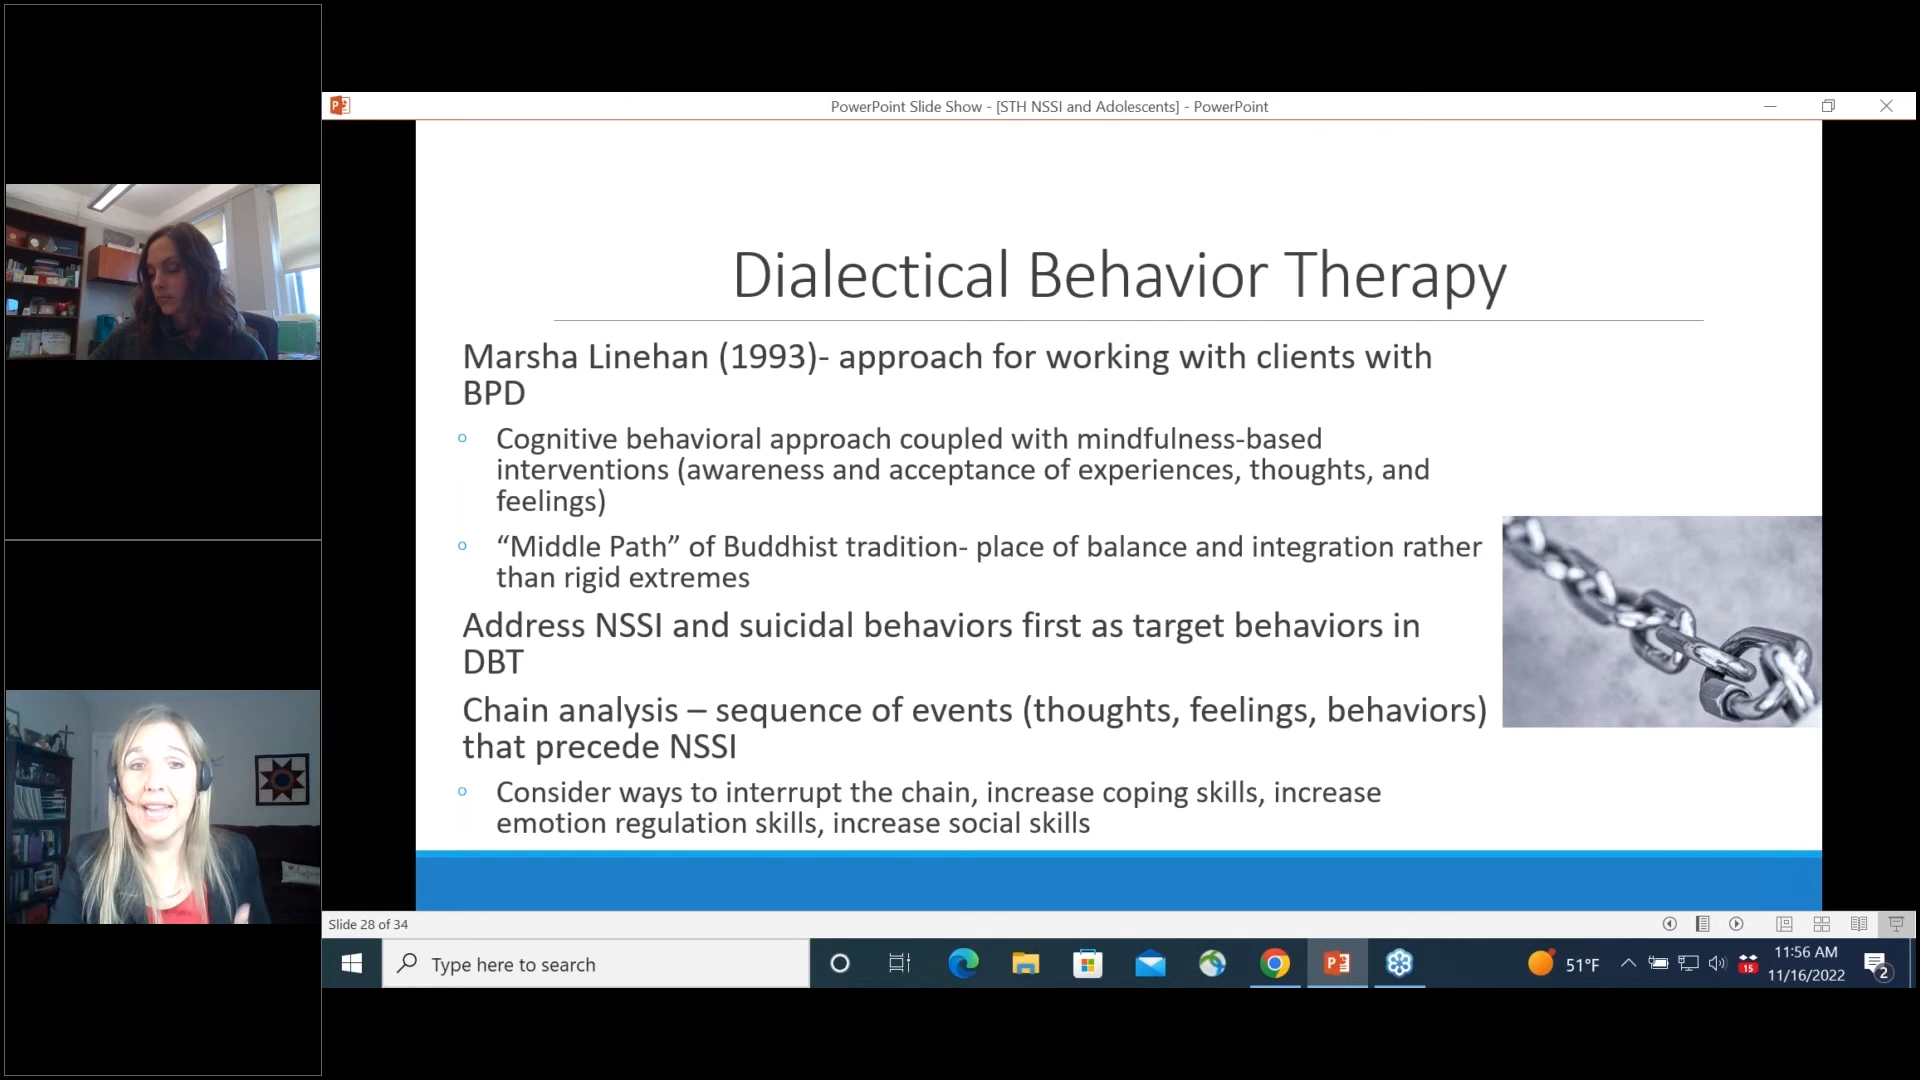 PowerPoint Slide Show - [STH NSSI and Adolescents] - PowerPoint
Dialectical Behavior Therapy
Marsha Linehan (1993)- approach for working with clients with
BPD
Cognitive behavioral approach coupled with mindfulness-based
interventions (awareness and acceptance of experiences, thoughts, and
feelings)
“Middle Path” of Buddhist tradition- place of balance and integration rather
than rigid extremes
Address NSSI and suicidal behaviors first as target behaviors in
DBT
Chain analysis – sequence of events (thoughts, feelings, behaviors)
that precede NSSI
Consider ways to interrupt the chain, increase coping skills, increase
emotion regulation skills, increase social skills
Slide 28 of 34
Type here to search
51°F
15
11:56 AM
11/16/2022
2